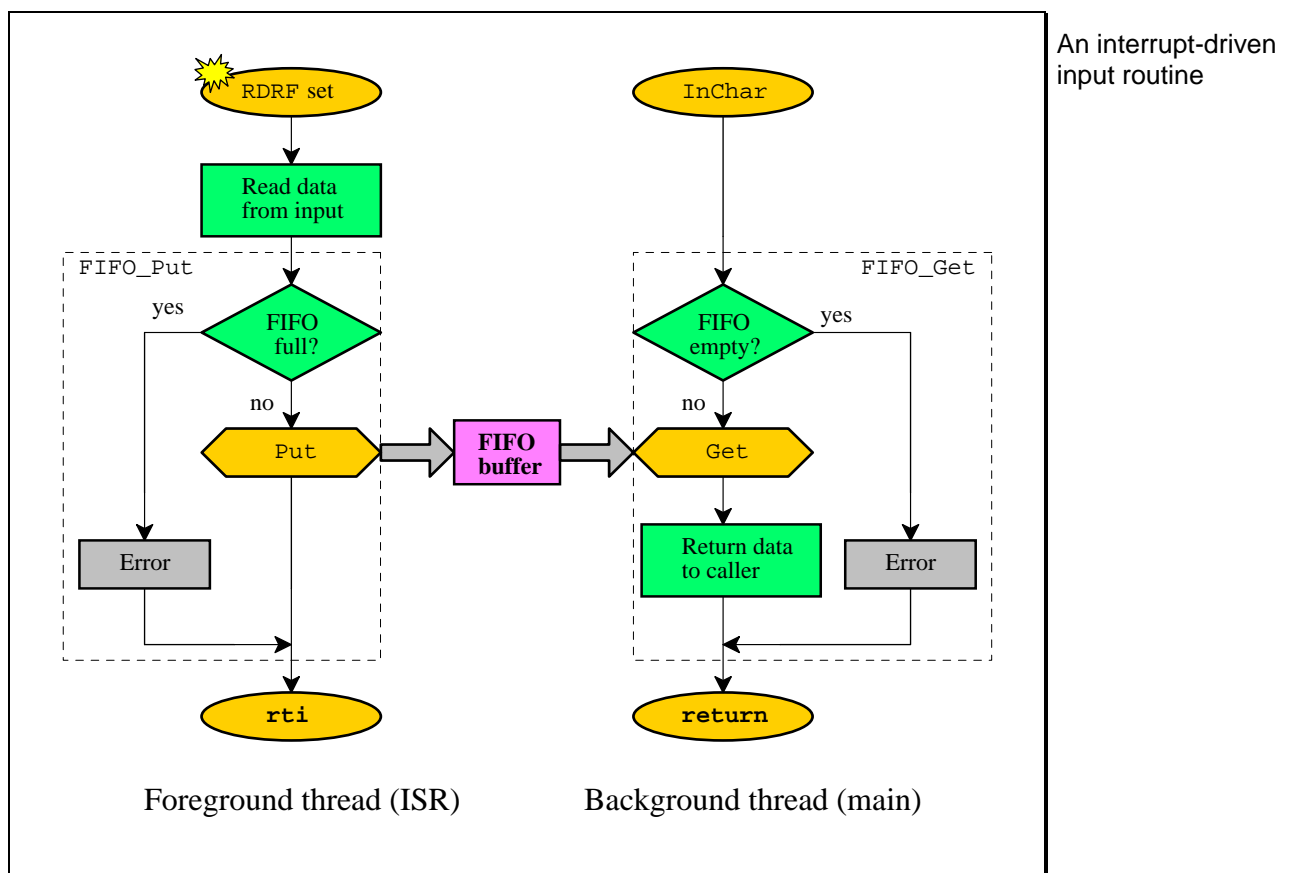 An interrupt-driven
input routine
RDRF set
InChar
Read data
from input
FIFO_Put
FIFO_Get
yes
FIFO
full?
FIFO
empty?
yes
no
no
Put
FIFO
buffer
Get
Error
Return data
to caller
Error
rti
return
Foreground thread (ISR)
Background thread (main)